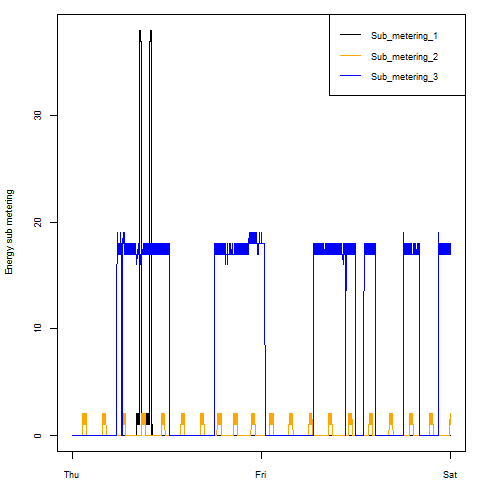 Sub_metering_1
Sub_metering_2
Sub_metering_3
Energy sub metering
30
20
10
0
Thu Fri Sat